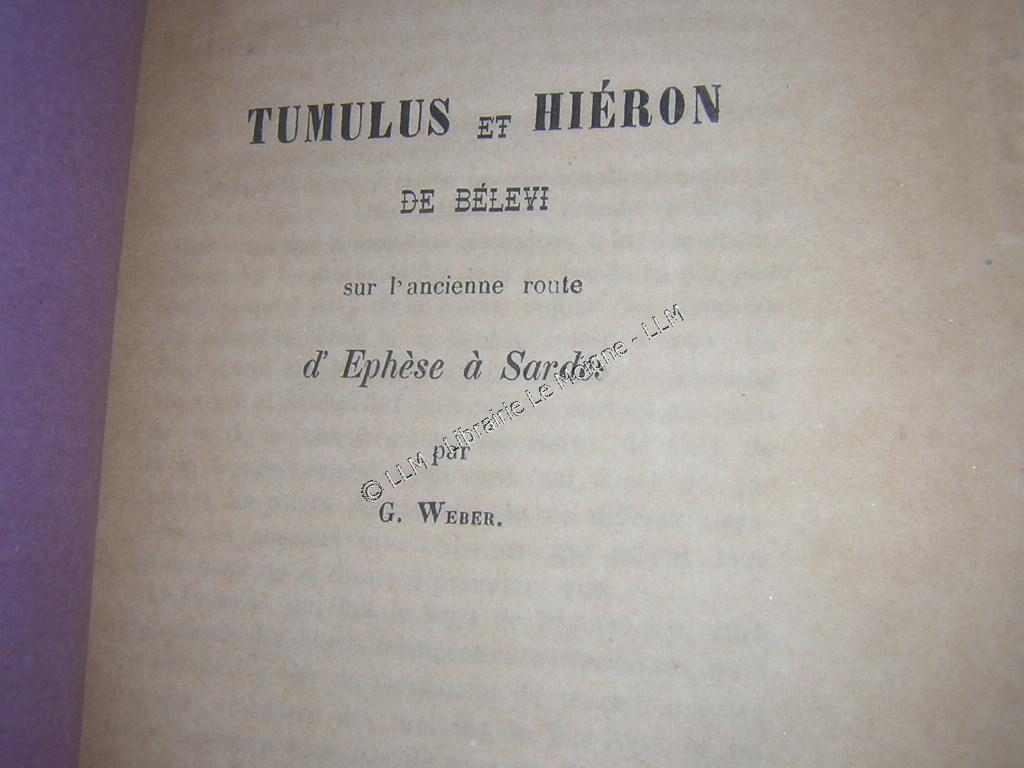 TUMULUS ET HIÉRON
DE BÉLEVI
sur l'ancienne route
d'Ephèse à Sardes
par
G. WEBER.
© LLM - Librairie Le Moigne - LLM